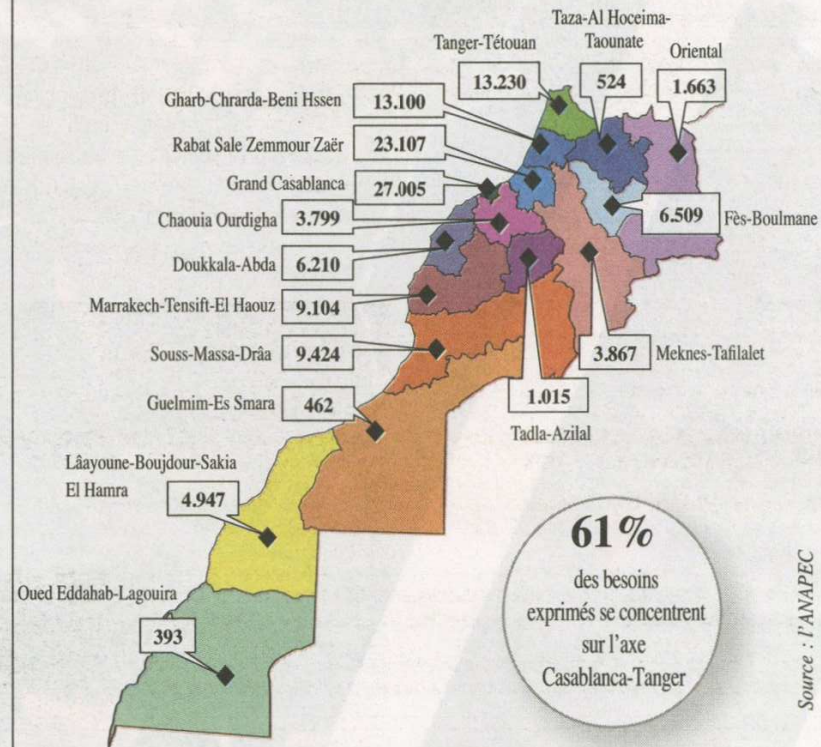 Taza-Al Hoceima-
Taounate
524
Tanger-Tétouan
13.230
Oriental
1.663
Gharb-Chrarda-Beni Hssen
13.100
Rabat Sale Zemmour Zaër
23.107
Grand Casablanca
27.005
Chaouia Ourdigha
3.799
6.509
Fès-Boulmane
Doukkala-Abda
6.210
Marrakech-Tensift-El Haouz
9.104
Souss-Massa-Drâa
9.424
3.867
Meknes-Tafilalet
Guelmim-Es Smara
462
1.015
Tadla-Azilal
Lâayoune-Boujdour-Sakia
El Hamra
4.947
Oued Eddahab-Lagouira
393
61%
des besoins
exprimés se concentrent
sur l'axe
Casablanca-Tanger
Source : l'ANAPEC